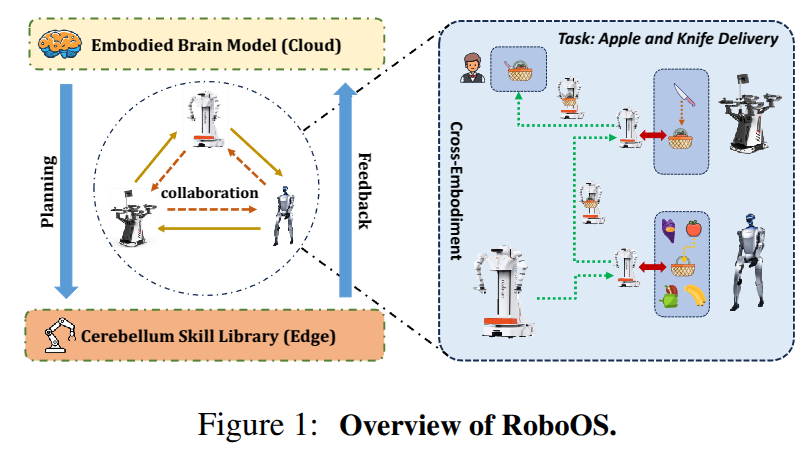 Embodied Brain Model (Cloud)
Planning
collaboration
Feedback
Cerebellum Skill Library (Edge)
Task: Apple and Knife Delivery
Cross-Embodiment
Figure 1: Overview of RoboOS.